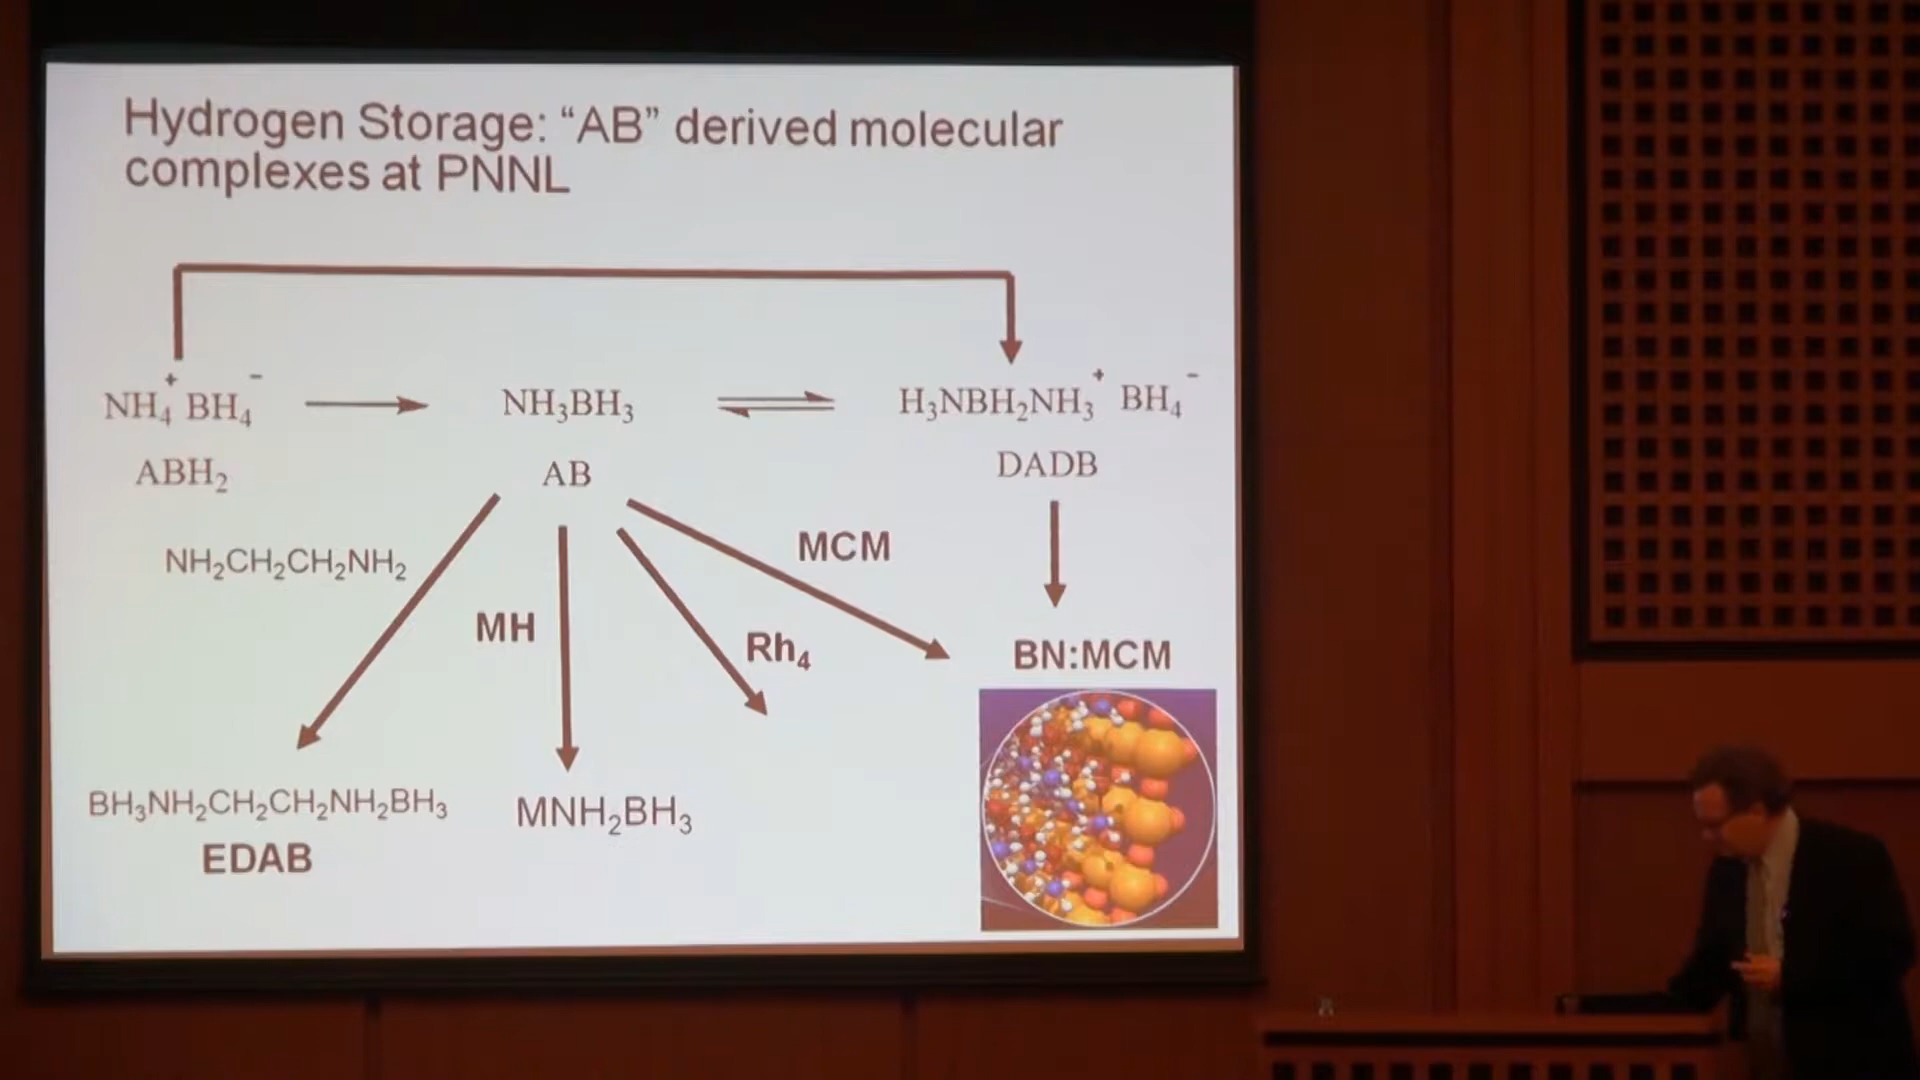 Hydrogen Storage: “AB” derived molecular
complexes at PNNL
NH₄⁺ BH₄⁻
NH₃BH₃
H₃NBH₂NH₃⁺ BH₄⁻
ABH₂
AB
DADB
NH₂CH₂CH₂NH₂
MH
Rh₄
MCM
BN:MCM
BH₃NH₂CH₂CH₂NH₂BH₃
EDAB
MNH₂BH₃